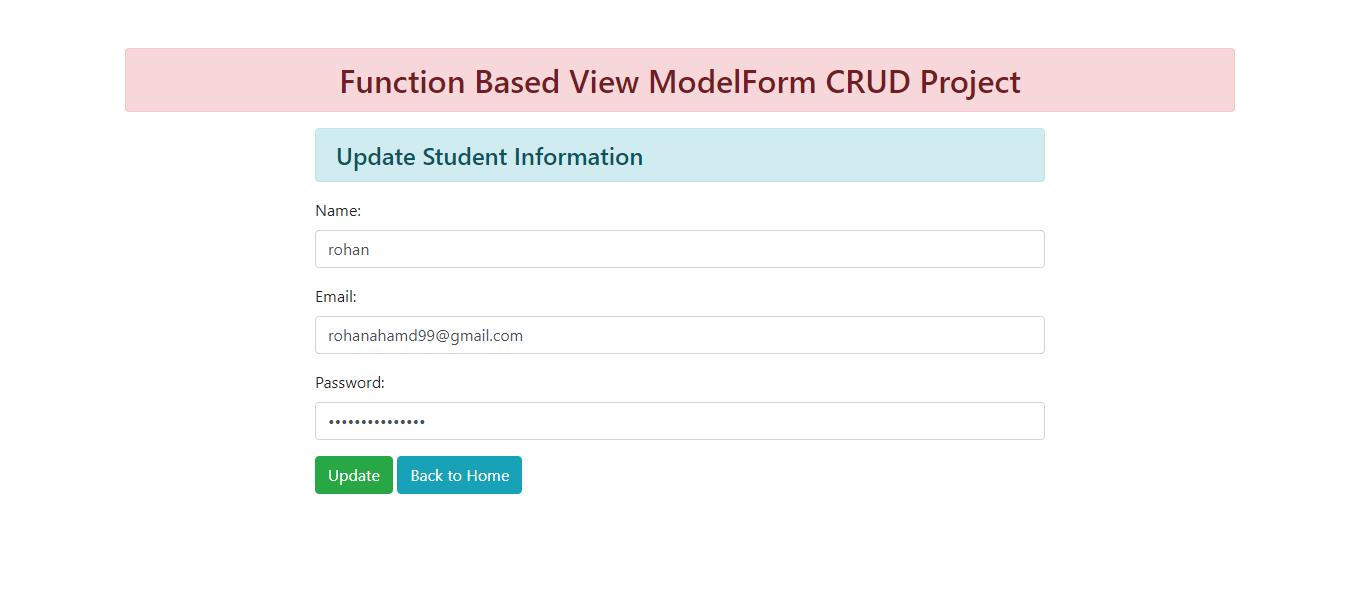 Function Based View ModelForm CRUD Project
Update Student Information
Name:
rohan
Email:
rohanahamd99@gmail.com
Password:
•••••••••••••••
Update Back to Home